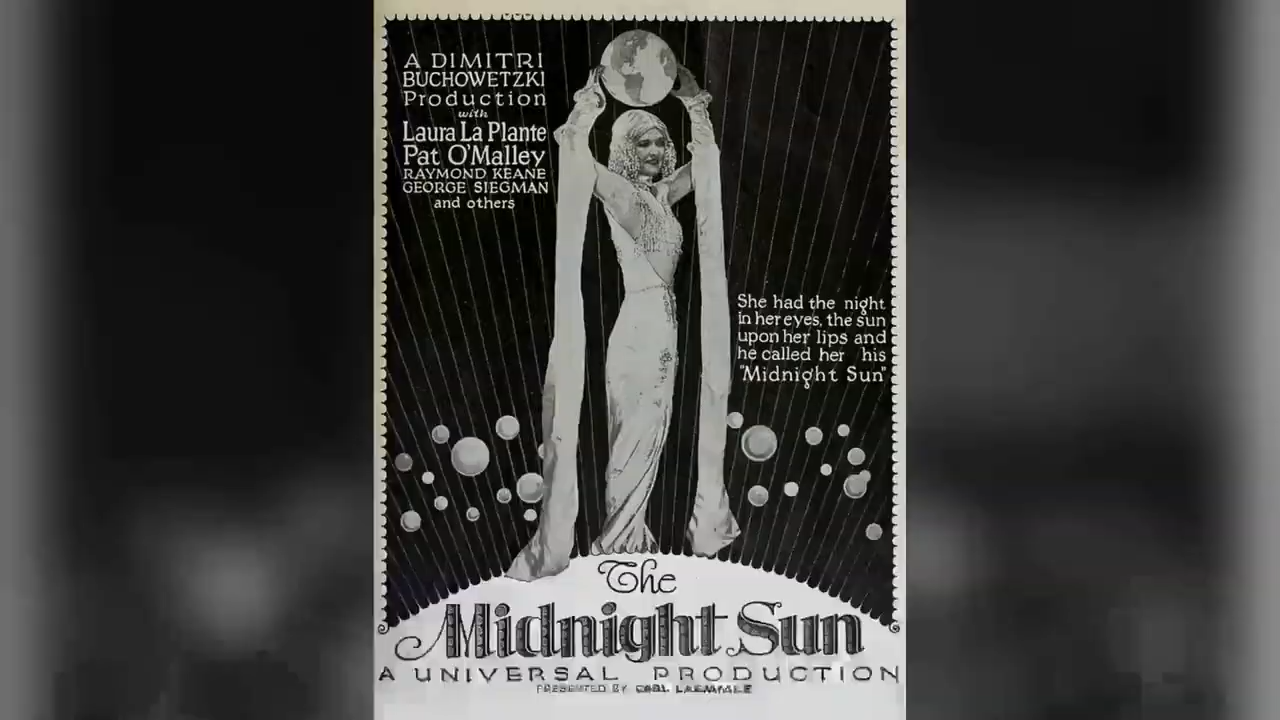 A DIMITRI
BUCHOWETZKI
Production
with
Laura La Plante
Pat O'Malley
RAYMOND KEANE
GEORGE SIEGMAN
and others
She had the night
in her eyes, the sun
upon her lips and
he called her his
"Midnight Sun"
The
Midnight Sun
A UNIVERSAL PRODUCTION
PRESENTED BY CARL LAEMMLE